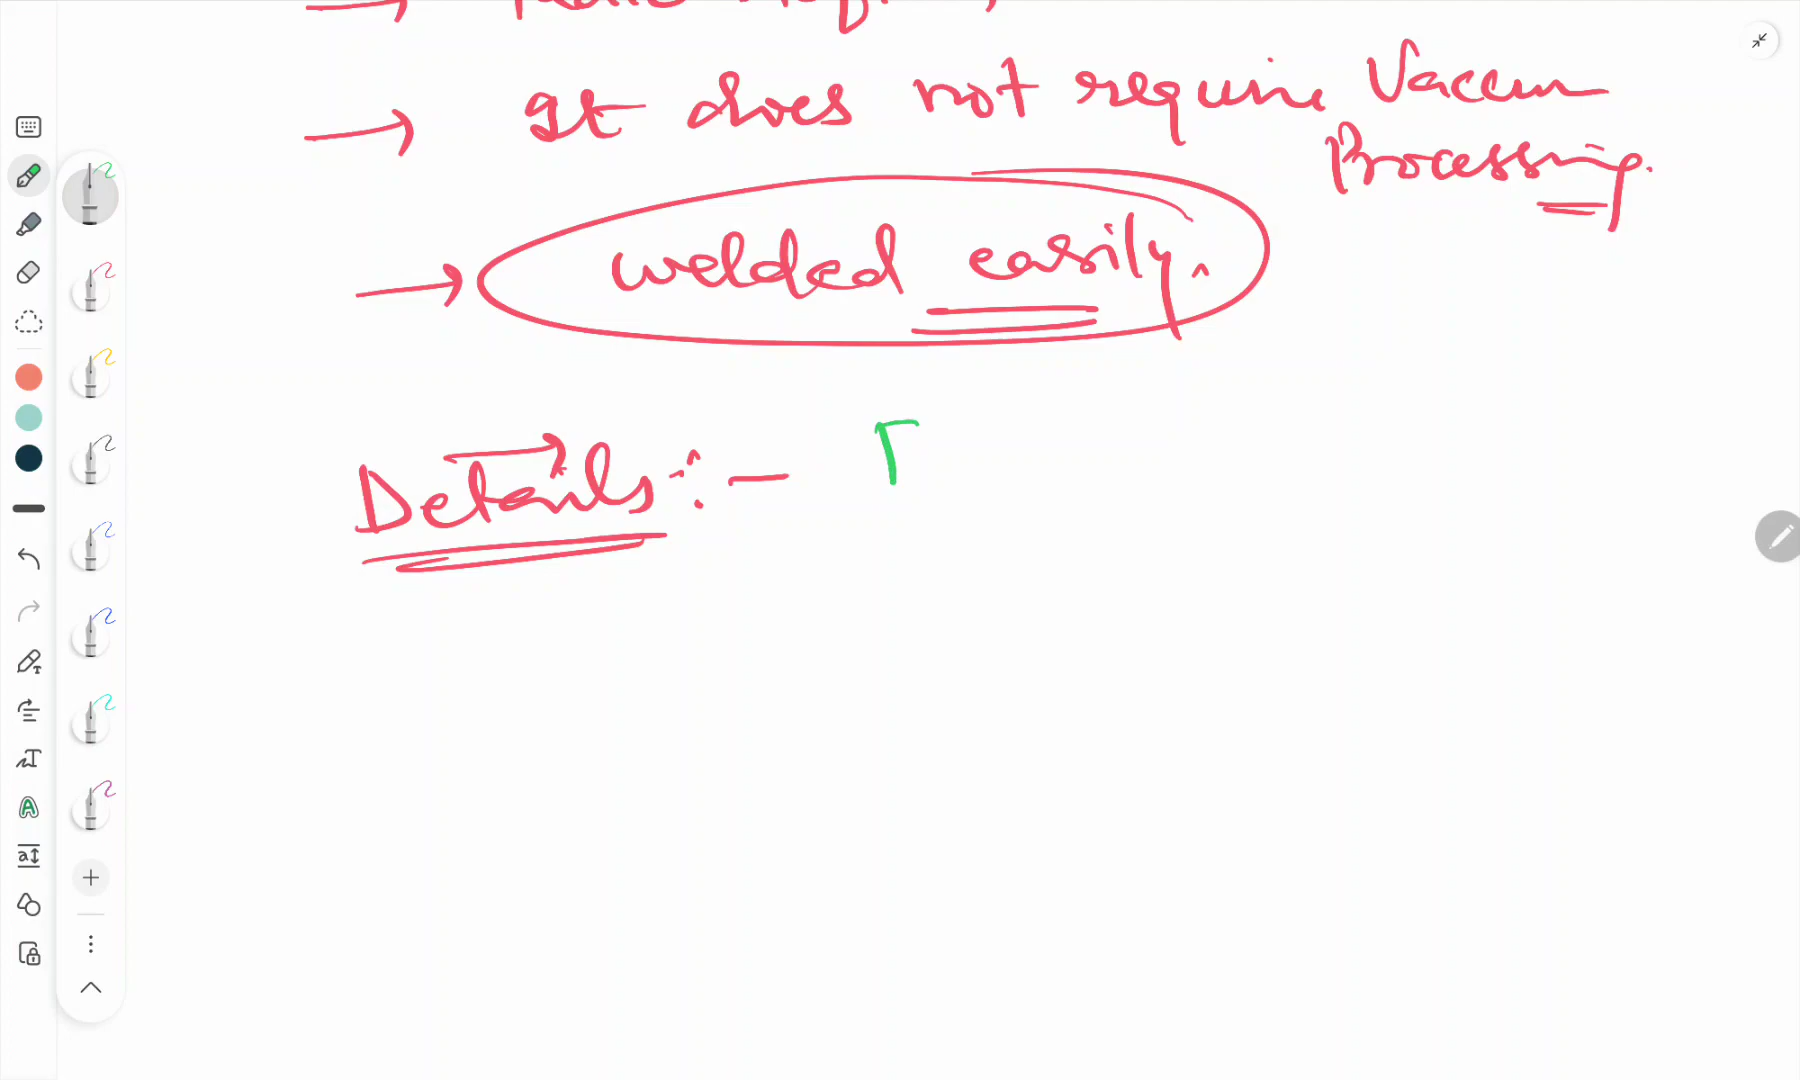 →
→ It does not require Vaccum
Processing.
→ welded easily.
Details :-